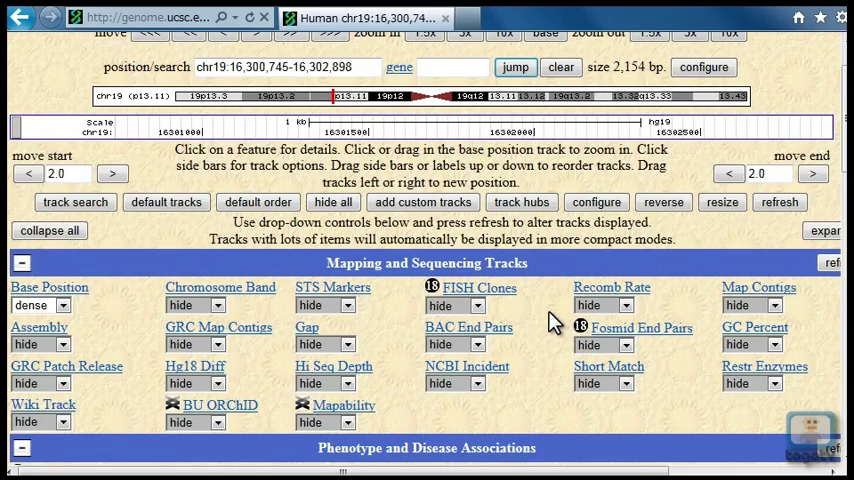 http://genome.ucsc.e...
Human chr19:16,300,74...
move <<< << < > >> >>> zoom in 1.5x 3x 10x base zoom out 1.5x 3x 10x
position/search chr19:16,300,745-16,302,898 gene jump clear size 2,154 bp. configure
chr19 (p13.11) 19p13.3 19p13.2 p13.11 19p12 19q12 13.11 13.12 19q13.2 13.32 q13.33 13.43
Scale 1 kb hg19
chr19: 16301000 16301500 16302000 16302500
move start Click on a feature for details. Click or drag in the base position track to zoom in. Click move end
< 2.0 > side bars for track options. Drag side bars or labels up or down to reorder tracks. Drag < 2.0 >
tracks left or right to new position.
track search default tracks default order hide all add custom tracks track hubs configure reverse resize refresh
collapse all Use drop-down controls below and press refresh to alter tracks displayed. expan
Tracks with lots of items will automatically be displayed in more compact modes.
- Mapping and Sequencing Tracks ref
Base Position Chromosome Band STS Markers 18 FISH Clones Recomb Rate Map Contigs
dense hide hide hide hide hide
Assembly GRC Map Contigs Gap BAC End Pairs 18 Fosmid End Pairs GC Percent
hide hide hide hide hide hide
GRC Patch Release Hg18 Diff Hi Seq Depth NCBI Incident Short Match Restr Enzymes
hide hide hide hide hide hide
Wiki Track BU ORChID Mapability
hide hide hide
- Phenotype and Disease Associations ref
togotv